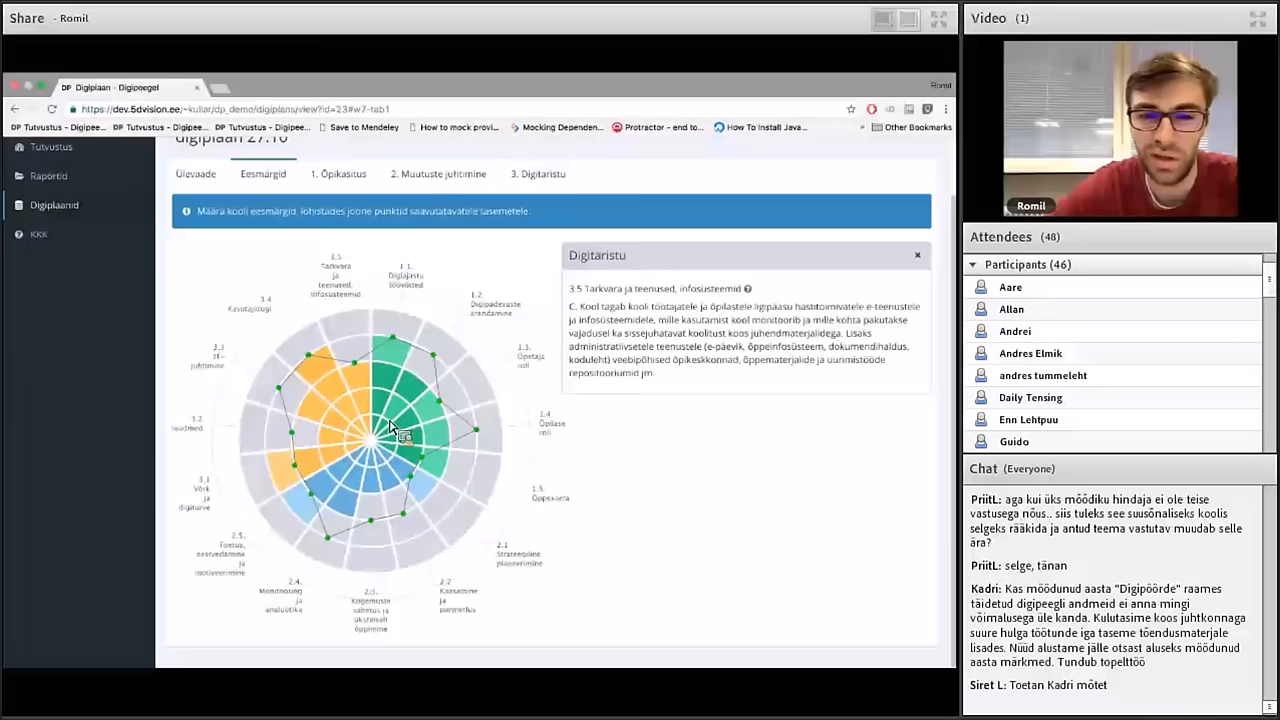 Share - Romil
DP Digiplaan - Digipeegel
Romil
https://dev.5dvision.ee/~kullar/dp_demo/digiplans/view?id=23#w7-tab1
DP Tutvustus - Digipee...
DP Tutvustus - Digipee...
DP Tutvustus - Digipee...
Save to Mendeley
How to mock provi...
Mocking Dependen...
Protractor - end to...
How To Install Java...
»
Other Bookmarks
digiplaan 27.10
Tutvustus
Raportid
Digiplaanid
KKK
Ülevaade
Eesmärgid
1. Õpikäsitus
2. Muutuste juhtimine
3. Digitaristu
Määra kooli eesmärgid, lohistades joone punktid saavutatavatele tasemetele.
3.5
Tarkvara
ja
teenused,
infosüsteemid
1.1.
Digiajastu
1.2.
Digipädevuste
arendamine
1.3.
Õpetaja
roll
1.4
Õpilase
roll
1.5.
2.1
Strateegiline
planeerimine
2.2
Kaasamine
ja
partnerlus
2.3.
Kogemuste
vahetus ja
üksteiselt
õppimine
2.4.
Monitooring
ja
analüütika
2.5.
Toetus,
eestvedamine
ja
motiveerimine
3.1
Võrk
ja
digiturve
3.2
Seadmed
3.3
IT-
juhtimine
3.4
Kasutajatugi
Digitaristu
×
3.5 Tarkvara ja teenused, infosüsteemid
C. Kool tagab kooli töötajatele ja õpilastele ligipääsu hästitoimivatele e-teenustele
ja infosüsteemidele, mille kasutamist kool monitoorib ja mille kohta pakutakse
vajadusel ka sissejuhatavat koolitust koos juhendmaterjalidega. Lisaks
administratiivsetele teenustele (e-päevik, õppeinfosüsteem, dokumendihaldus,
koduleht) veebipõhised õpikeskkonnad, õppematerjalide ja uurimistööde
repositooriumid jm.
Video (1)
Romil
Attendees (48)
Participants (46)
Aare
Allan
Andrei
Andres Elmik
andres tummeleht
Daily Tensing
Enn Lehtpuu
Guido
Chat (Everyone)
PriitL: aga kui üks möödiku hindaja ei ole teise
vastusega nõus.. siis tuleks see suusõnaliseks koolis
selgeks rääkida ja antud teema vastutav muudab selle
ära?
PriitL: selge, tänan
Kadri: Kas möödunud aasta "Digipöörde" raames
täidetud digipeegli andmeid ei anna mingi
võimalusega üle kanda. Kulutasime koos juhtkonnaga
suure hulga töötunde iga taseme tõendusmaterjale
lisades. Nüüd alustame jälle otsast aluseks möödunud
aasta märkmed. Tundub topelttöö
Siret L: Toetan Kadri mõtet